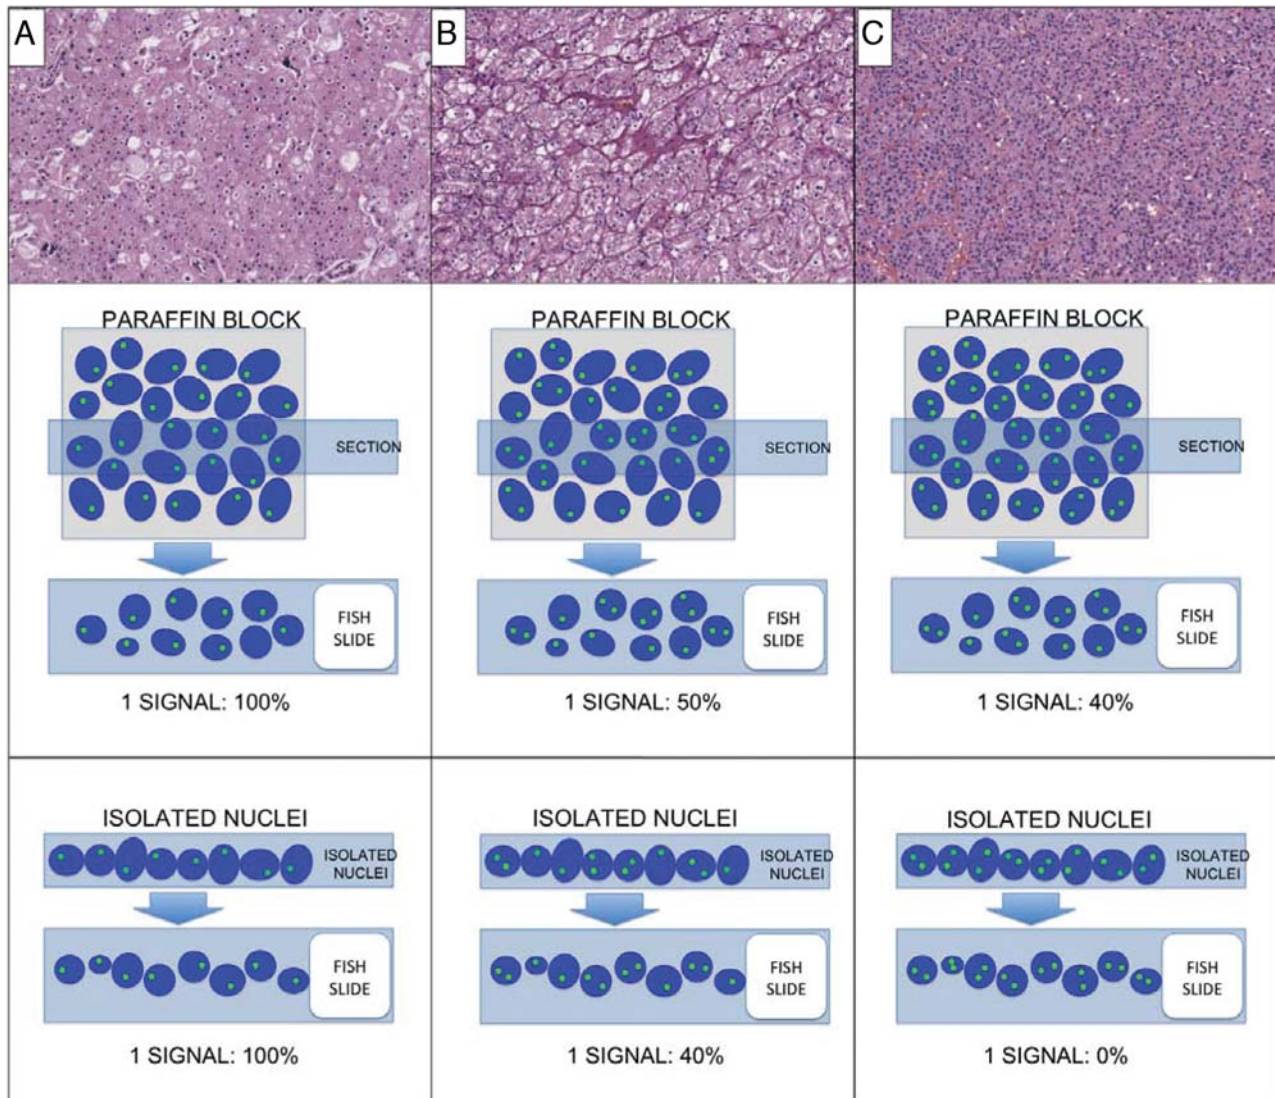 A
B
C
PARAFFIN BLOCK
SECTION
FISH
SLIDE
1 SIGNAL: 100%
PARAFFIN BLOCK
SECTION
FISH
SLIDE
1 SIGNAL: 50%
PARAFFIN BLOCK
SECTION
FISH
SLIDE
1 SIGNAL: 40%
ISOLATED NUCLEI
ISOLATED
NUCLEI
FISH
SLIDE
1 SIGNAL: 100%
ISOLATED NUCLEI
ISOLATED
NUCLEI
FISH
SLIDE
1 SIGNAL: 40%
ISOLATED NUCLEI
ISOLATED
NUCLEI
FISH
SLIDE
1 SIGNAL: 0%